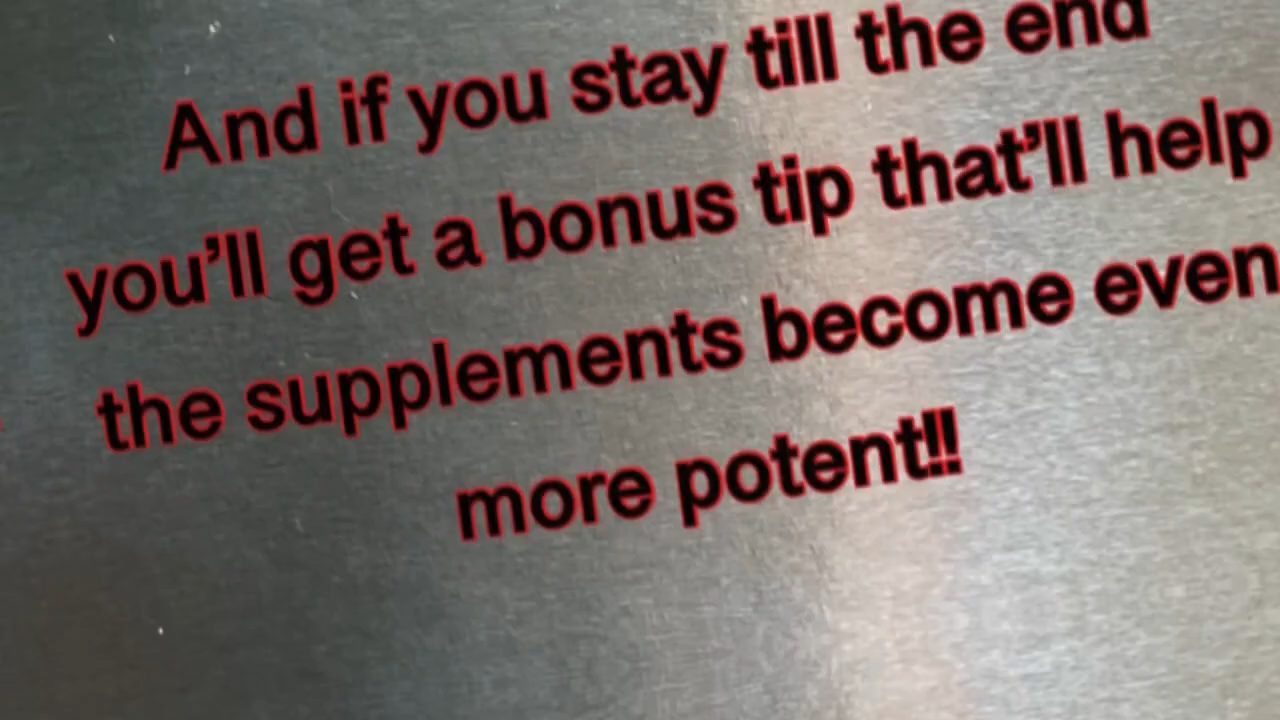 And if you stay till the end
you’ll get a bonus tip that’ll help
the supplements become even
more potent!!